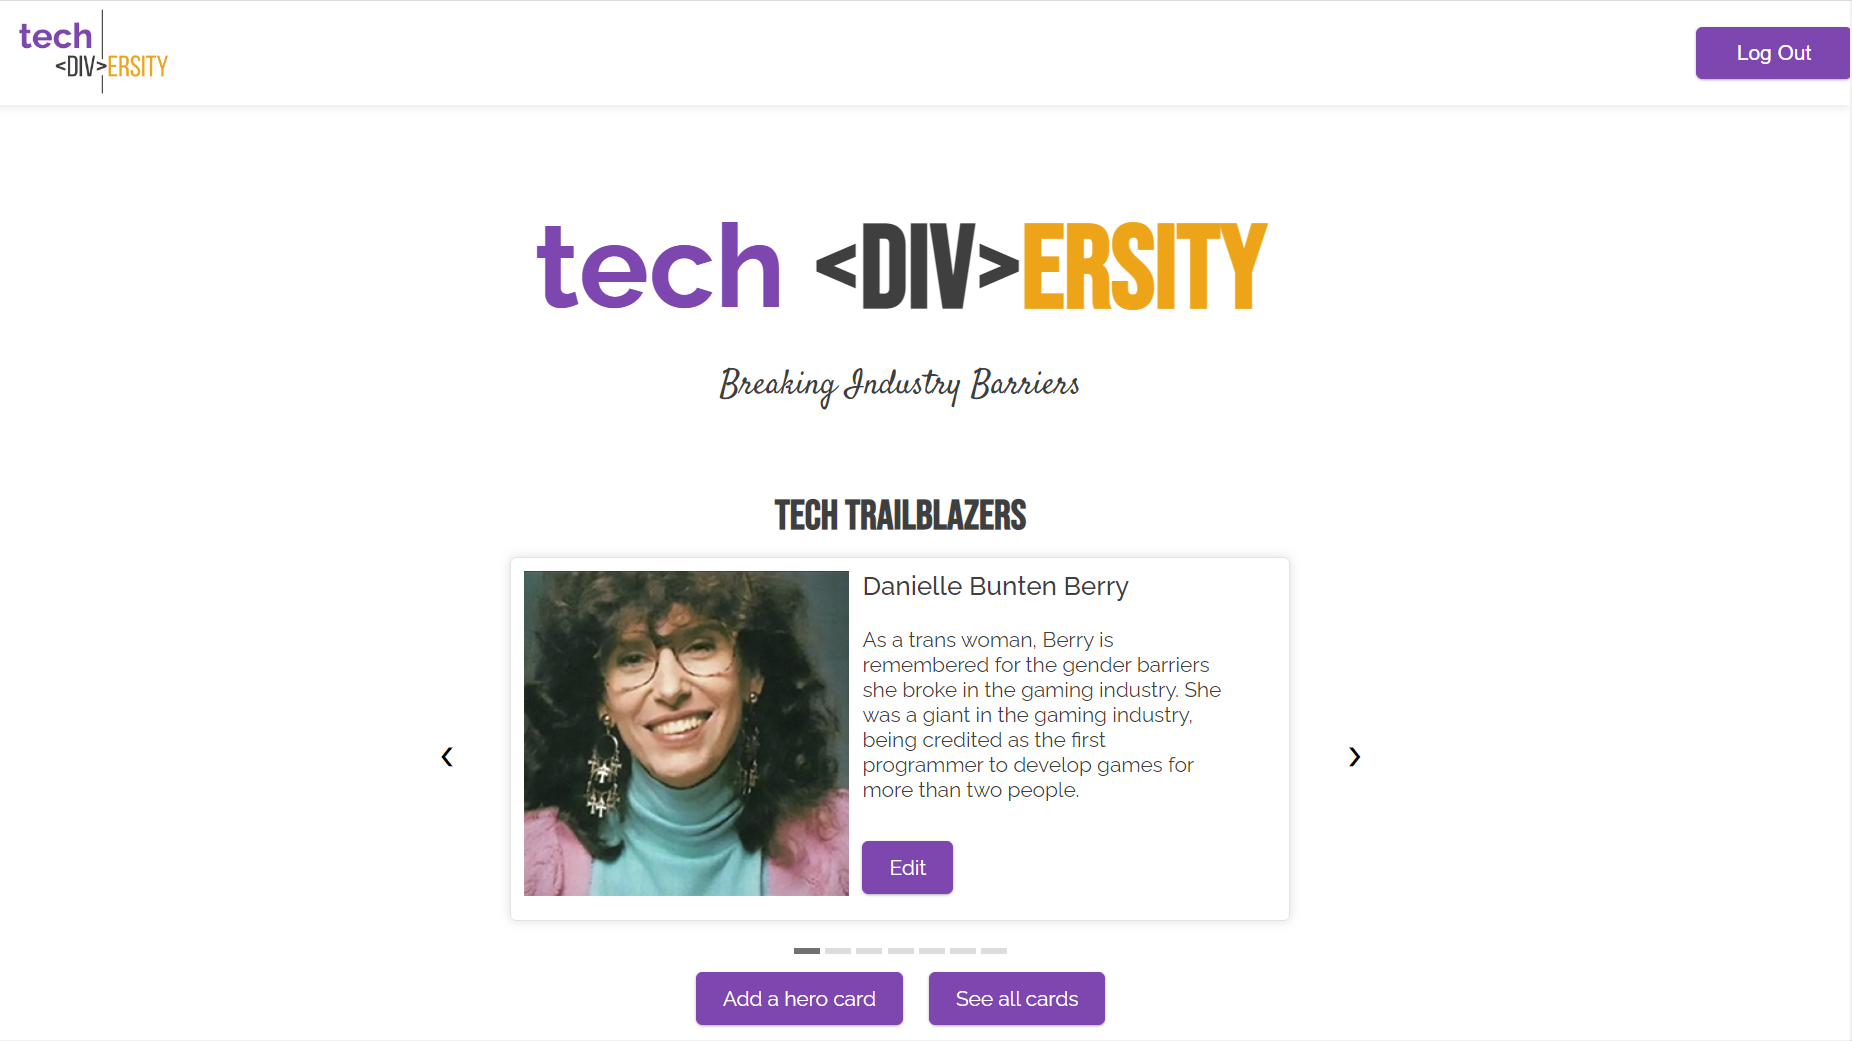 tech
<DIV>ERSITY
Log Out
tech <DIV>ERSITY
Breaking Industry Barriers
TECH TRAILBLAZERS
Danielle Bunten Berry
As a trans woman, Berry is
remembered for the gender barriers
she broke in the gaming industry. She
was a giant in the gaming industry,
being credited as the first
programmer to develop games for
more than two people.
‹
›
Edit
Add a hero card
See all cards